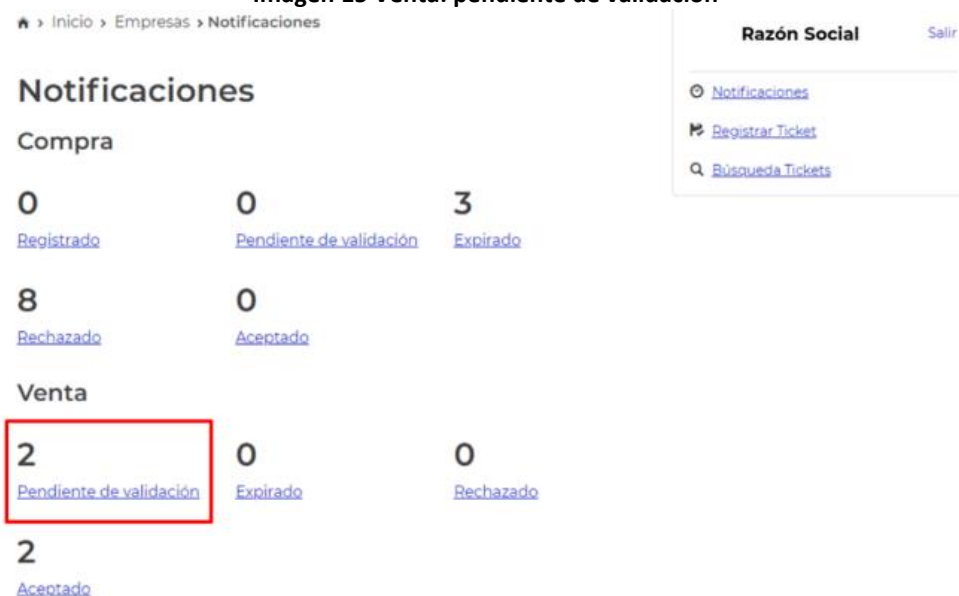 Imagen 15 Venta: pendiente de validación
> Inicio > Empresas > Notificaciones
Razón Social Salir
Notificaciones
Registrar Ticket
Búsqueda Tickets
Notificaciones
Compra
0 0 3
Registrado Pendiente de validación Expirado
8 0
Rechazado Aceptado
Venta
2 0 0
Pendiente de validación Expirado Rechazado
2
Aceptado